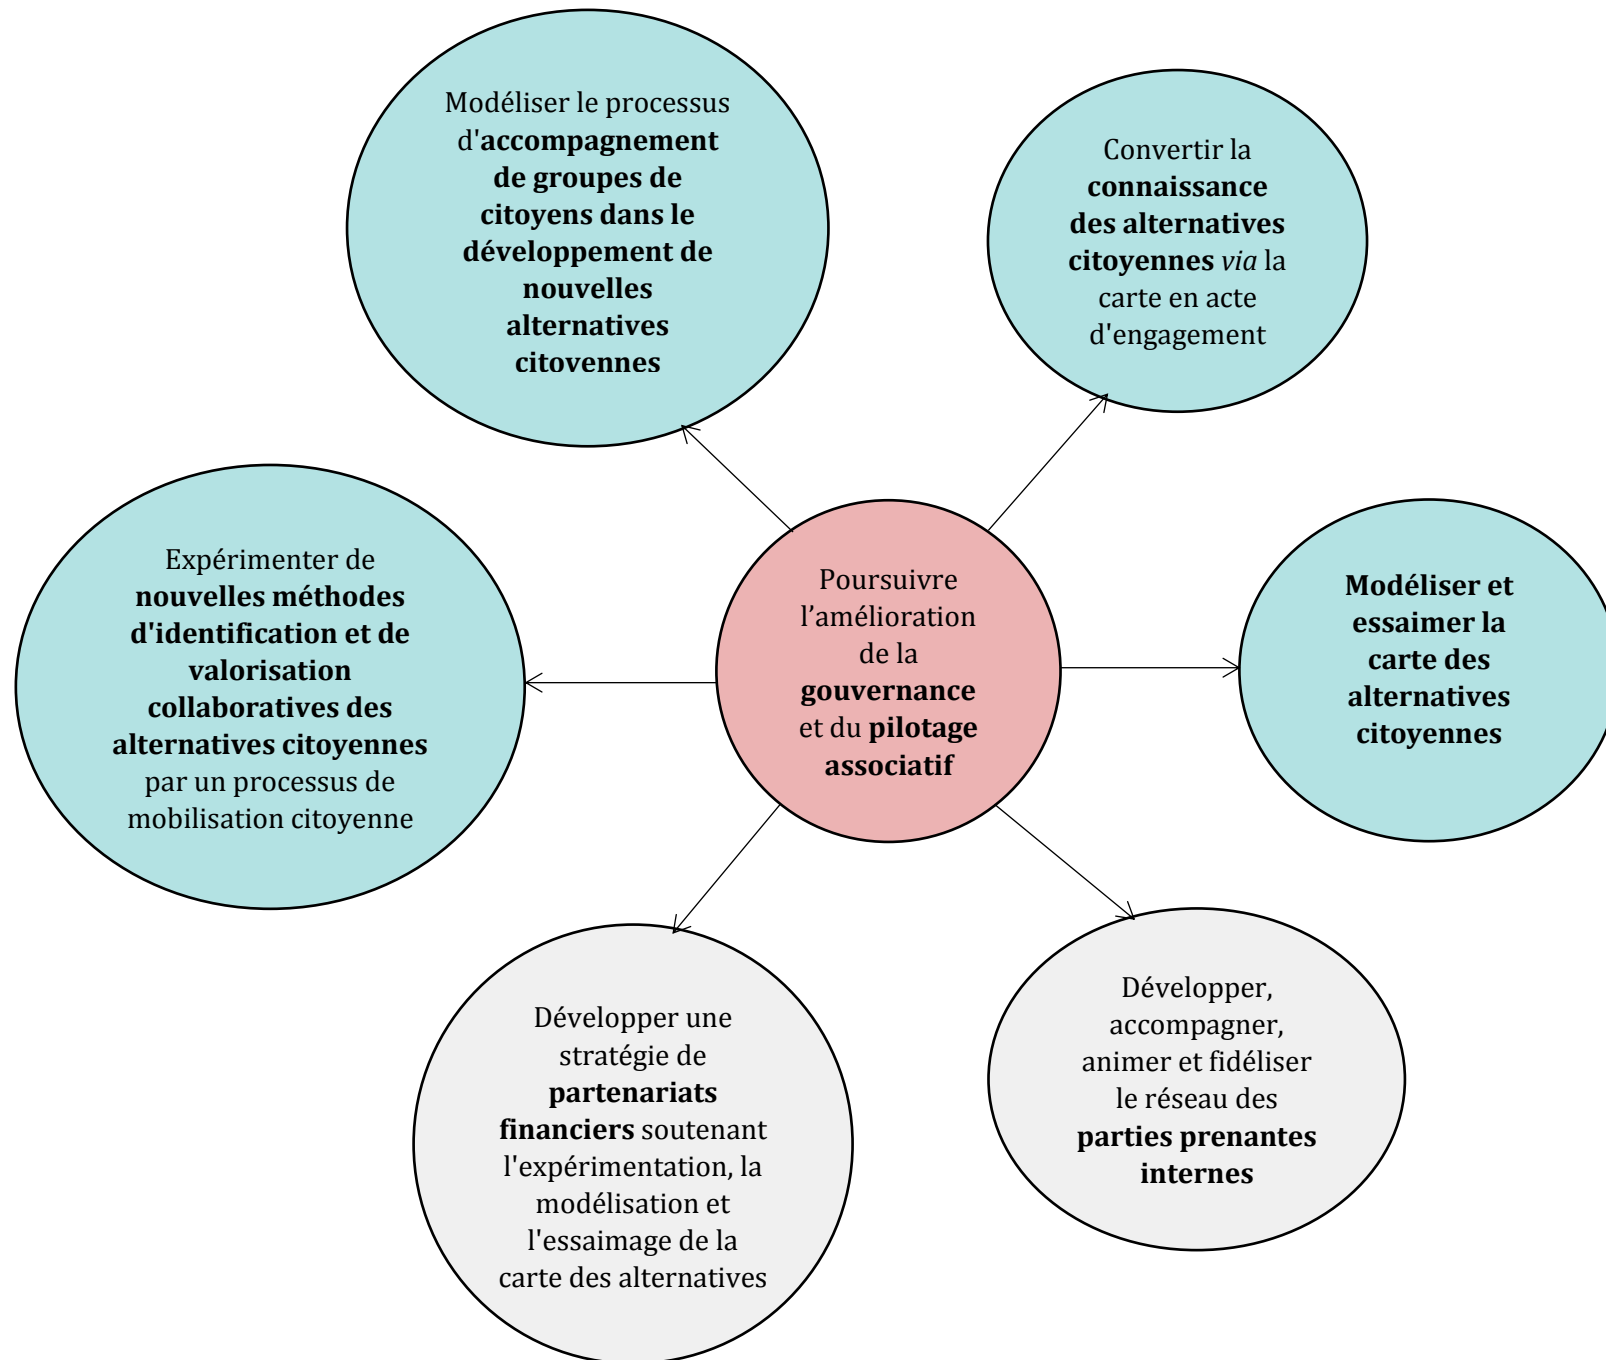 Modéliser le processus
d'accompagnement
de groupes de
citoyens dans le
développement de
nouvelles
alternatives
citoyennes
Convertir la
connaissance
des alternatives
citoyennes via la
carte en acte
d'engagement
Expérimenter de
nouvelles méthodes
d'identification et de
valorisation
collaboratives des
alternatives citoyennes
par un processus de
mobilisation citoyenne
Poursuivre
l’amélioration
de la
gouvernance
et du pilotage
associatif
Modéliser et
essaimer la
carte des
alternatives
citoyennes
Développer une
stratégie de
partenariats
financiers soutenant
l'expérimentation, la
modélisation et
l'essaimage de la
carte des alternatives
Développer,
accompagner,
animer et fidéliser
le réseau des
parties prenantes
internes